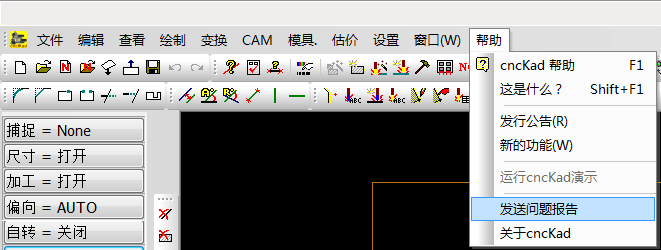 文件 编辑 查看 绘制 变换 CAM 模具. 估价 设置 窗口(W) 帮助
cncKad 帮助 F1
这是什么？ Shift+F1
发行公告(R)
新的功能(W)
运行cncKad演示
发送问题报告
关于cncKad
捕捉 = None
尺寸 = 打开
加工 = 打开
偏向 = AUTO
自转 = 关闭